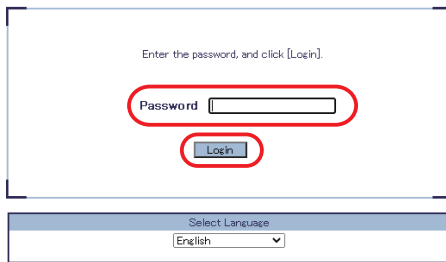 Enter the password, and click [Login].
Password
Login
Select Language
English